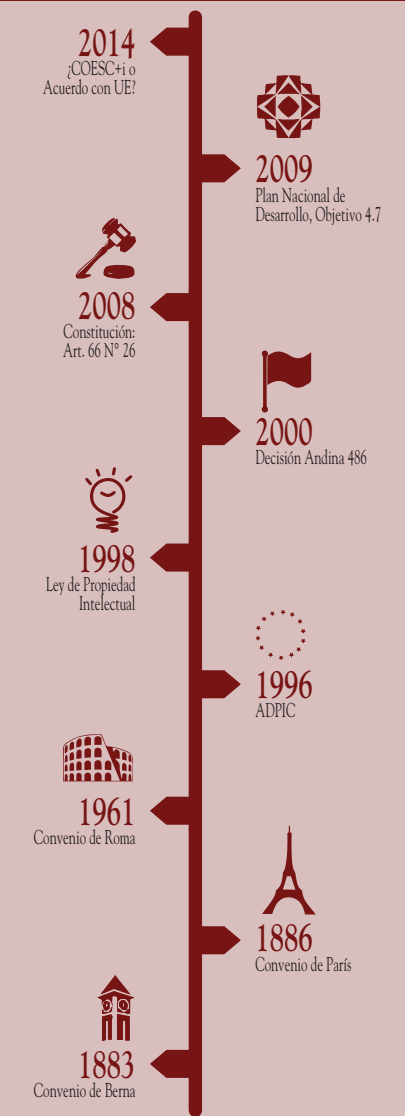 2014
¿COESC+i o
Acuerdo con UE?
2009
Plan Nacional de
Desarrollo, Objetivo 4.7
2008
Constitución:
Art. 66 N° 26
2000
Decisión Andina 486
1998
Ley de Propiedad
Intelectual
1996
ADPIC
1961
Convenio de Roma
1886
Convenio de París
1883
Convenio de Berna